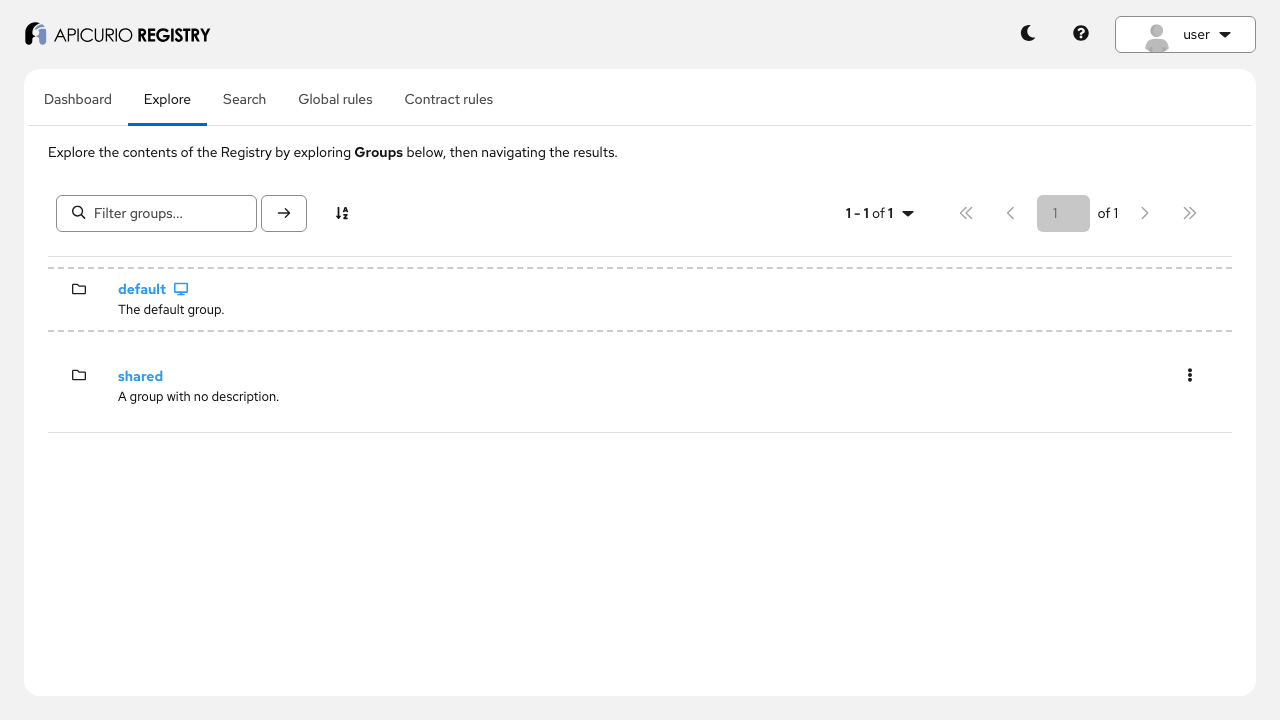 APICURIO REGISTRY
user
Dashboard Explore Search Global rules Contract rules
Explore the contents of the Registry by exploring Groups below, then navigating the results.
Filter groups...
1 - 1 of 1
1 of 1
default
The default group.
shared
A group with no description.